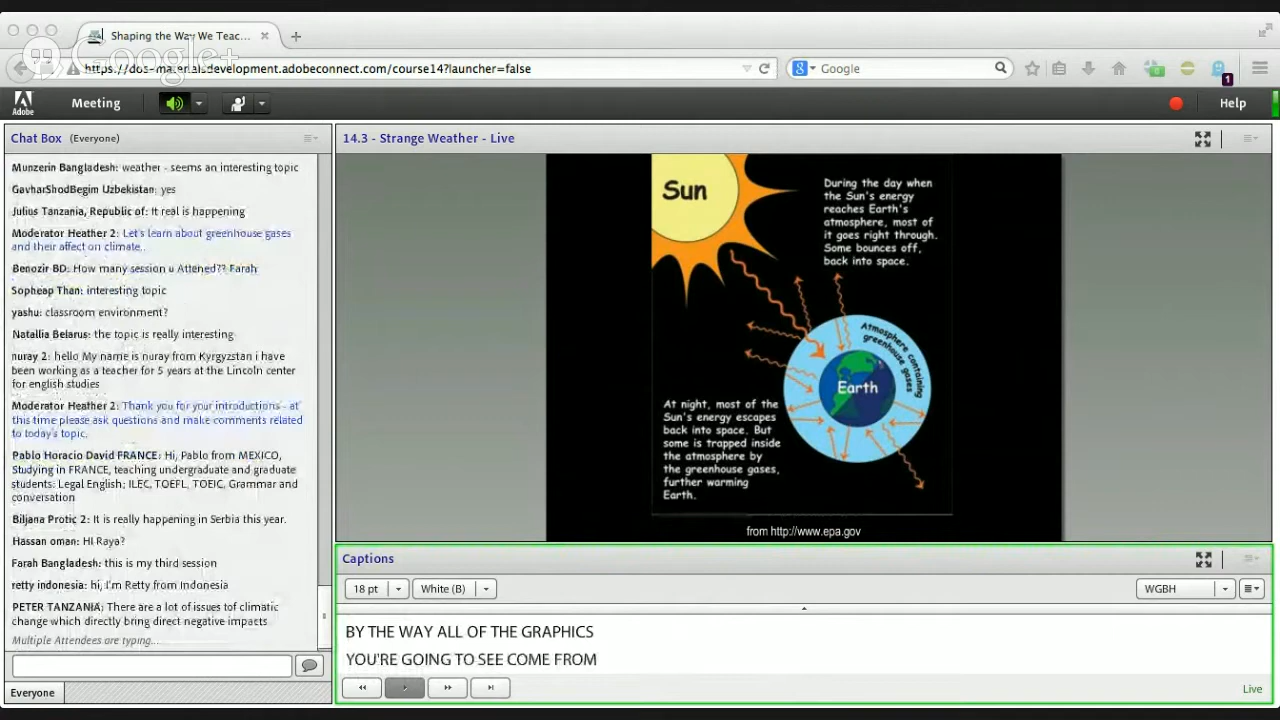 Shaping the Way We Teac...
Google+
https://dos-materialsdevelopment.adobeconnect.com/course14?launcher=false
Google
1
Adobe
Meeting
Help
Chat Box (Everyone)
Munzerin Bangladesh: weather - seems an interesting topic
GavharShodBegim Uzbekistan: yes
Julius Tanzania, Republic of: It real is happening
Moderator Heather 2: Let's learn about greenhouse gases
and their affect on climate..
Benozir BD: How many session u Attened?? Farah
Sopheap Than: interesting topic
yashu: classroom environment?
Natallia Belarus: the topic is really interesting
nuray 2: hello My name is nuray from Kyrgyzstan i have
been working as a teacher for 5 years at the Lincoln center
for english studies
Moderator Heather 2: Thank you for your introductions - at
this time please ask questions and make comments related
to today's topic.
Pablo Horacio David FRANCE: Hi, Pablo from MEXICO,
Studying in FRANCE, teaching undergraduate and graduate
students: Legal English; ILEC, TOEFL, TOEIC, Grammar and
conversation
Biljana Protic 2: It is really happening in Serbia this year.
Hassan oman: HI Raya?
Farah Bangladesh: this is my third session
retty indonesia: hi, I'm Retty from Indonesia
PETER TANZANIA: There are a lot of issues tof climatic
change which directly bring direct negative impacts
Multiple Attendees are typing...
Everyone
14.3 - Strange Weather - Live
Sun
During the day when
the Sun's energy
reaches Earth's
atmosphere, most of
it goes right through.
Some bounces off,
back into space.
Atmosphere containing
greenhouse gases
Earth
At night, most of the
Sun's energy escapes
back into space. But
some is trapped inside
the atmosphere by
the greenhouse gases,
further warming
Earth.
from http://www.epa.gov
Captions
18 pt
White (B)
WGBH
BY THE WAY ALL OF THE GRAPHICS
YOU'RE GOING TO SEE COME FROM
Live